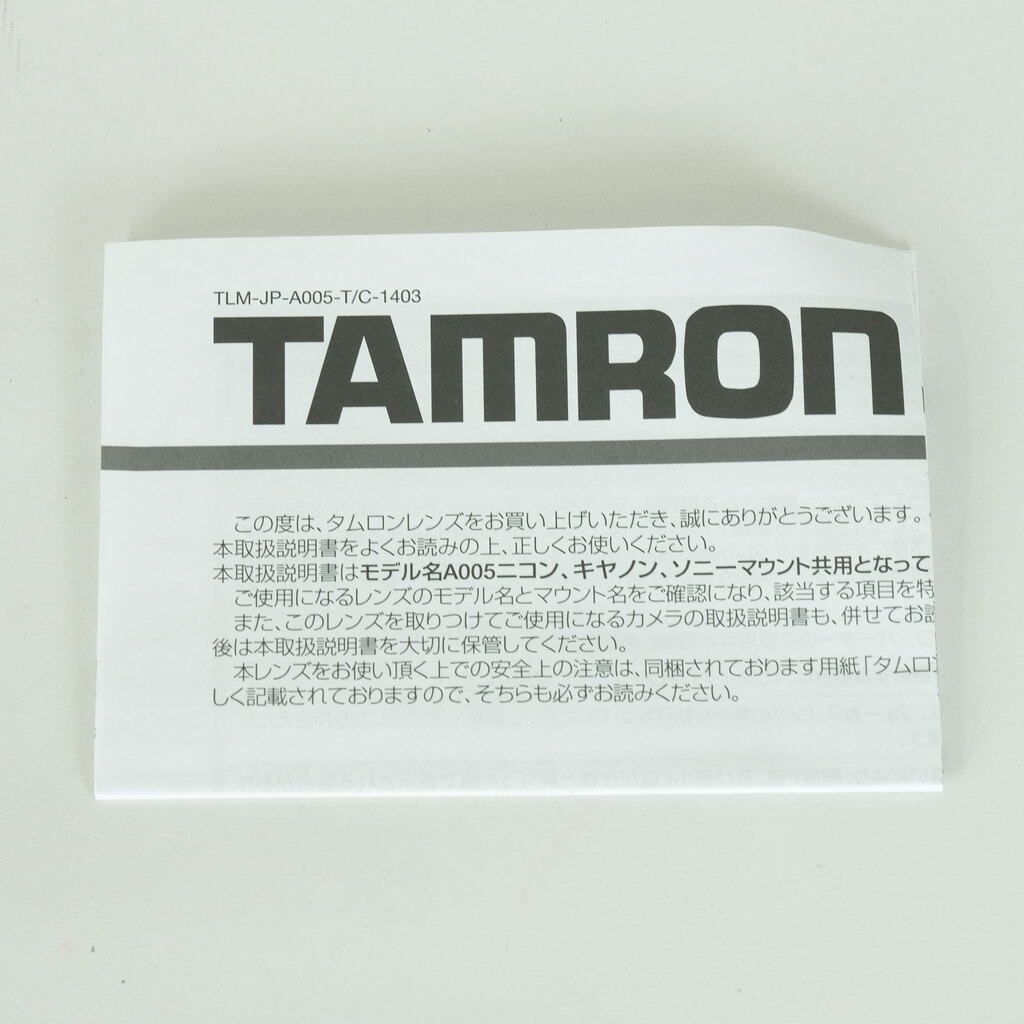 TLM-JP-A005-T/C-1403
TAMRON
この度は、タムロンレンズをお買い上げいただき、誠にありがとうございます。
本取扱説明書をよくお読みの上、正しくお使いください。
本取扱説明書はモデル名A005ニコン、キヤノン、ソニーマウント共用となって
ご使用になるレンズのモデル名とマウント名をご確認になり、該当する項目を特
また、このレンズを取りつけてご使用になるカメラの取扱説明書も、併せてお読
後は本取扱説明書を大切に保管してください。
本レンズをお使い頂く上での安全上の注意は、同梱されております用紙「タムロン
しく記載されておりますので、そちらも必ずお読みください。